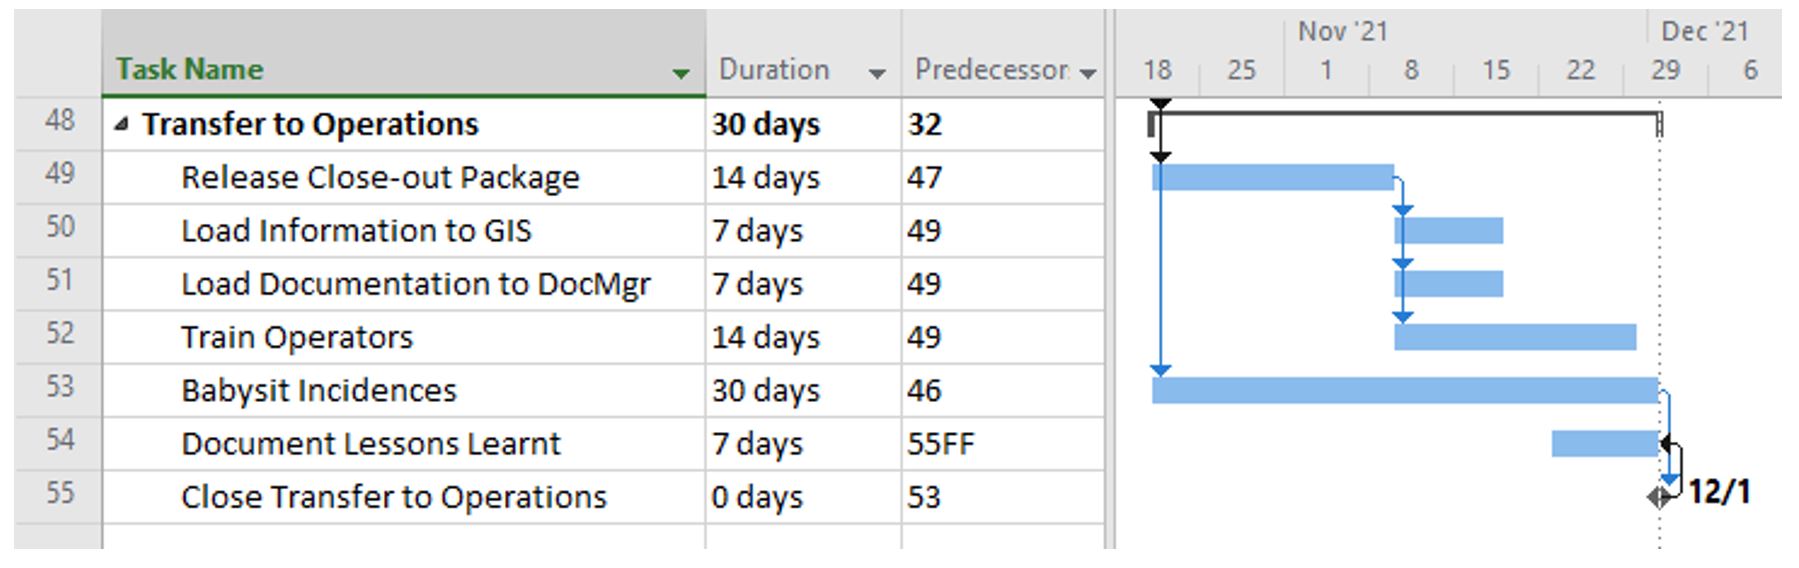 Nov '21 Dec '21
Task Name Duration Predecessor 18 25 1 8 15 22 29 6
48 Transfer to Operations 30 days 32
49 Release Close-out Package 14 days 47
50 Load Information to GIS 7 days 49
51 Load Documentation to DocMgr 7 days 49
52 Train Operators 14 days 49
53 Babysit Incidences 30 days 46
54 Document Lessons Learnt 7 days 55FF
55 Close Transfer to Operations 0 days 53 12/1